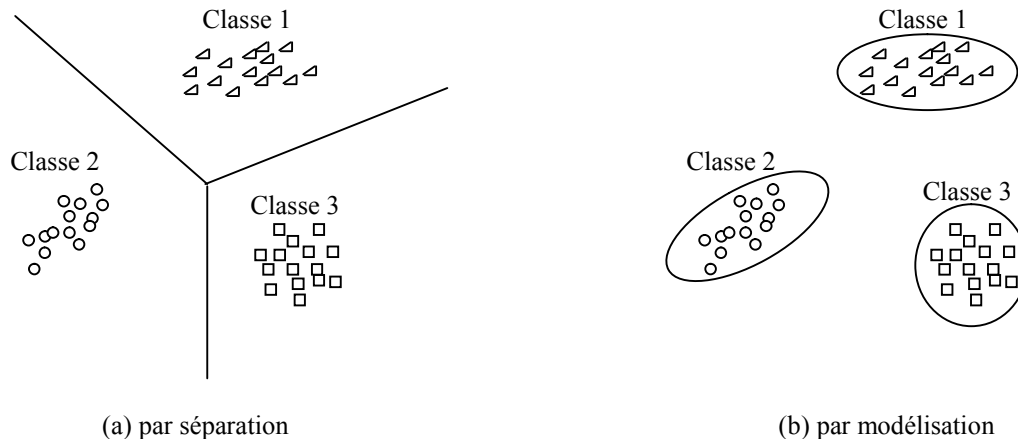 Classe 1
Classe 2
Classe 3
(a) par séparation
Classe 1
Classe 2
Classe 3
(b) par modélisation